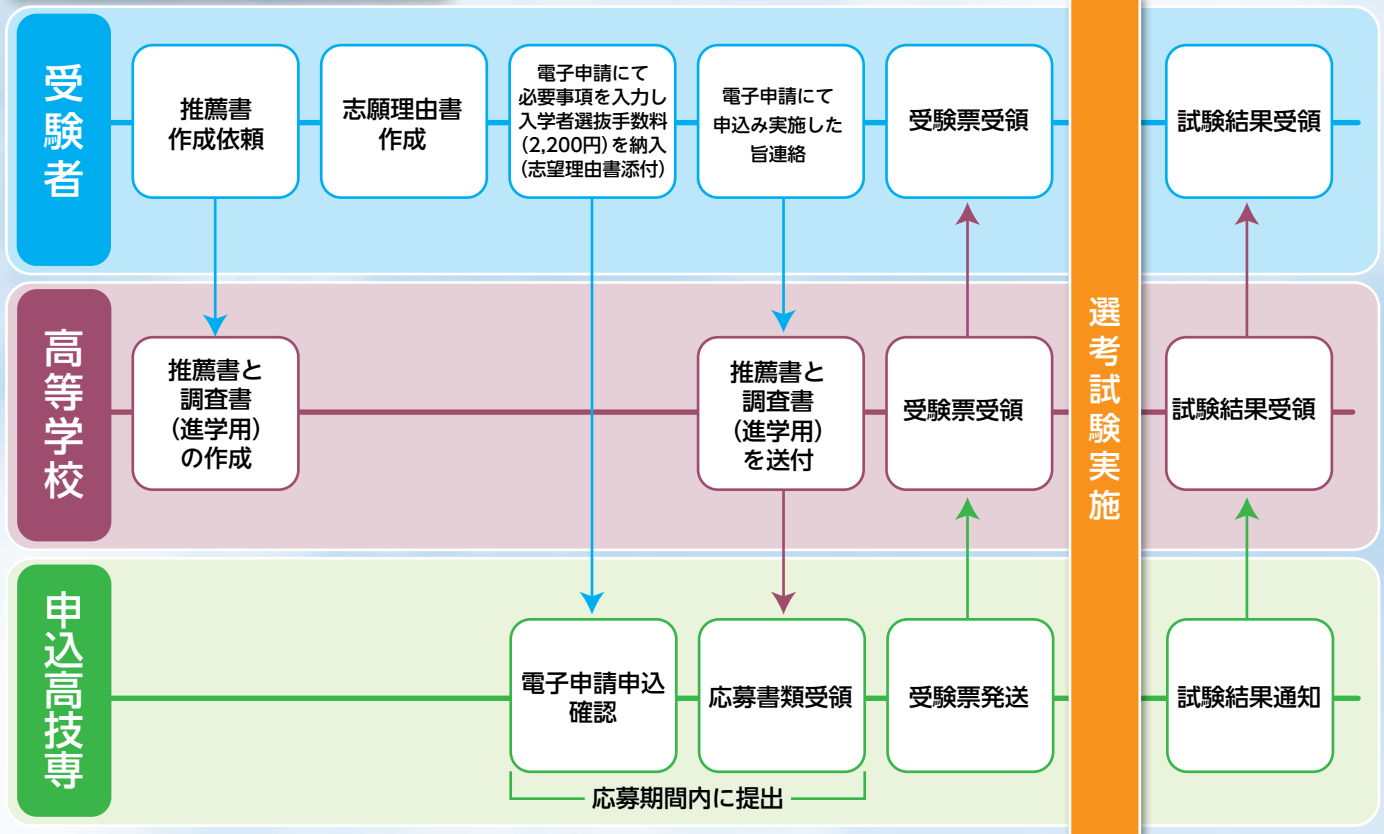 受験者
推薦書
作成依頼
志願理由書
作成
電子申請にて
必要事項を入力し
入学者選抜手数料
(2,200円)を納入
(志望理由書添付)
電子申請にて
申込み実施した
旨連絡
受験票受領
試験結果受領
高等学校
推薦書と
調査書
(進学用)
の作成
推薦書と
調査書
(進学用)
を送付
受験票受領
選考試験実施
試験結果受領
申込高技専
電子申請申込
確認
応募書類受領
受験票発送
試験結果通知
応募期間内に提出